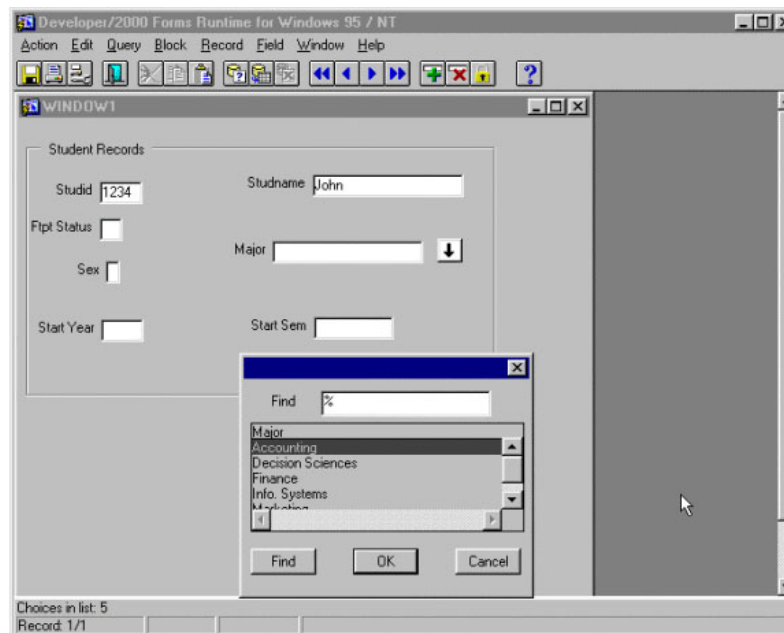 Developer/2000 Forms Runtime for Windows 95 / NT
Action Edit Query Block Record Field Window Help
WINDOW1
Student Records
Studid 1234 Studname John
Ftpt Status
Major
Sex
Start Year Start Sem
Find %
Major
Accounting
Decision Sciences
Finance
Info. Systems
Marketing
Find OK Cancel
Choices in list: 5
Record: 1/1